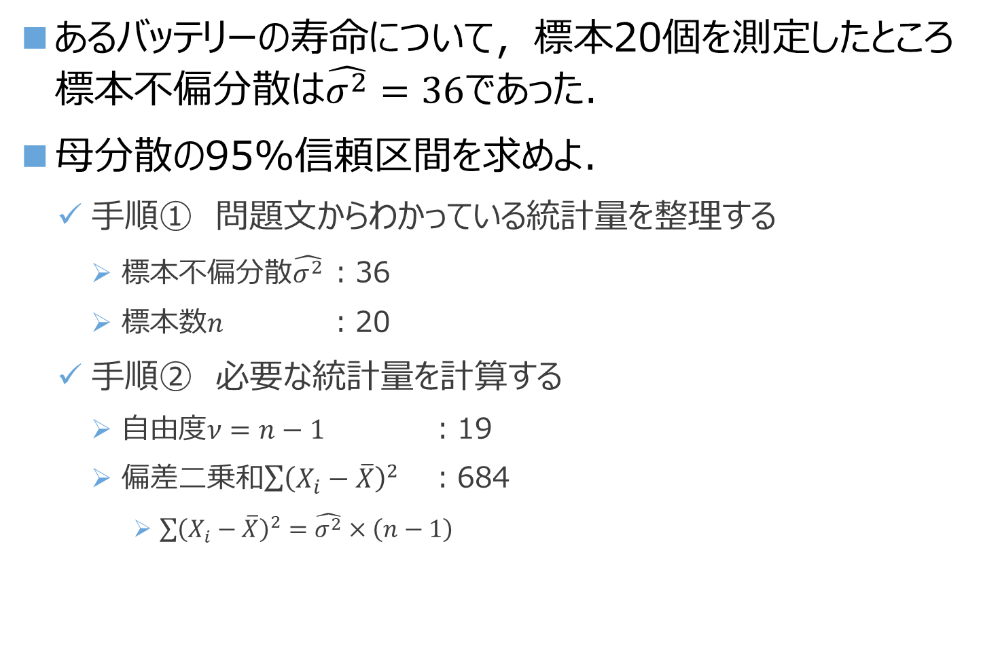 ■あるバッテリーの寿命について，標本20個を測定したところ
標本不偏分散は$\widehat{\sigma^2} = 36$であった．
■母分散の95%信頼区間を求めよ．
✓ 手順①　問題文からわかっている統計量を整理する
➢ 標本不偏分散$\widehat{\sigma^2}$：36
➢ 標本数$n$　：20
✓ 手順②　必要な統計量を計算する
➢ 自由度$\nu = n - 1$　：19
➢ 偏差二乗和$\sum(X_i - \bar{X})^2$　：684
➢ $\sum(X_i - \bar{X})^2 = \widehat{\sigma^2} \times (n - 1)$